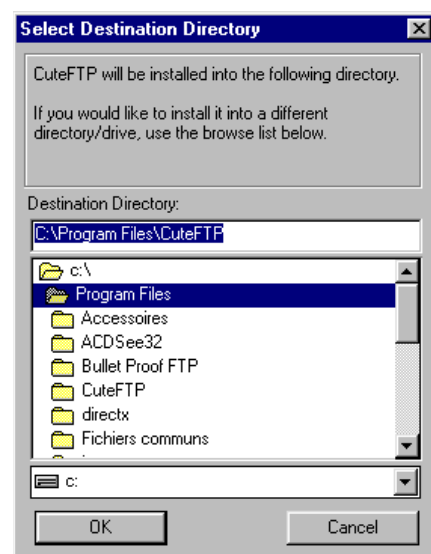 Select Destination Directory
CuteFTP will be installed into the following directory.
If you would like to install it into a different
directory/drive, use the browse list below.
Destination Directory:
C:\Program Files\CuteFTP
c:\
Program Files
Accessoires
ACDSee32
Bullet Proof FTP
CuteFTP
directx
Fichiers communs
c:
OK
Cancel